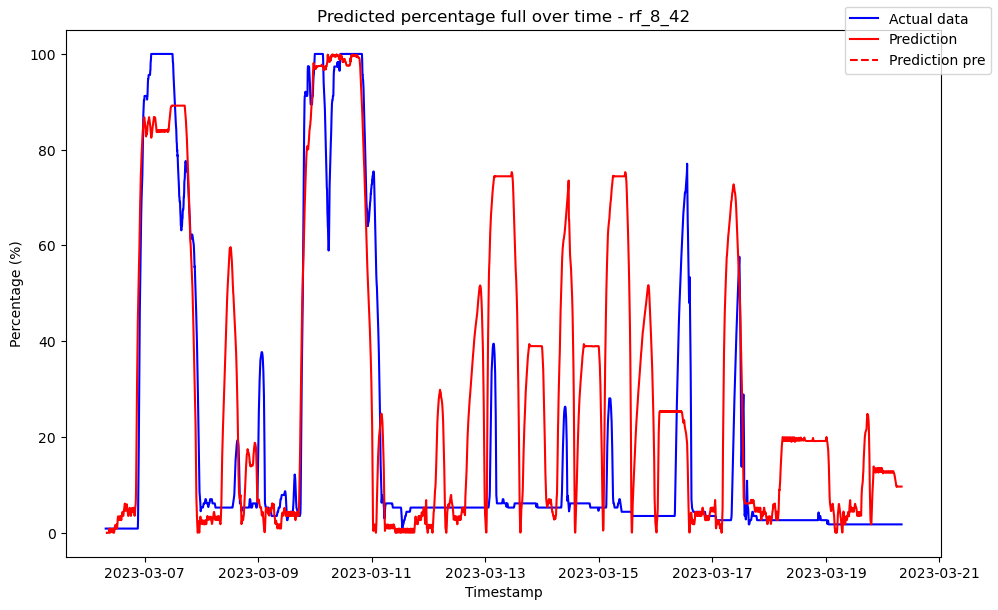 Predicted percentage full over time - rf_8_42
Actual data
Prediction
Prediction pre
100
80
60
40
20
0
Percentage (%)
2023-03-07
2023-03-09
2023-03-11
2023-03-13
2023-03-15
2023-03-17
2023-03-19
2023-03-21
Timestamp